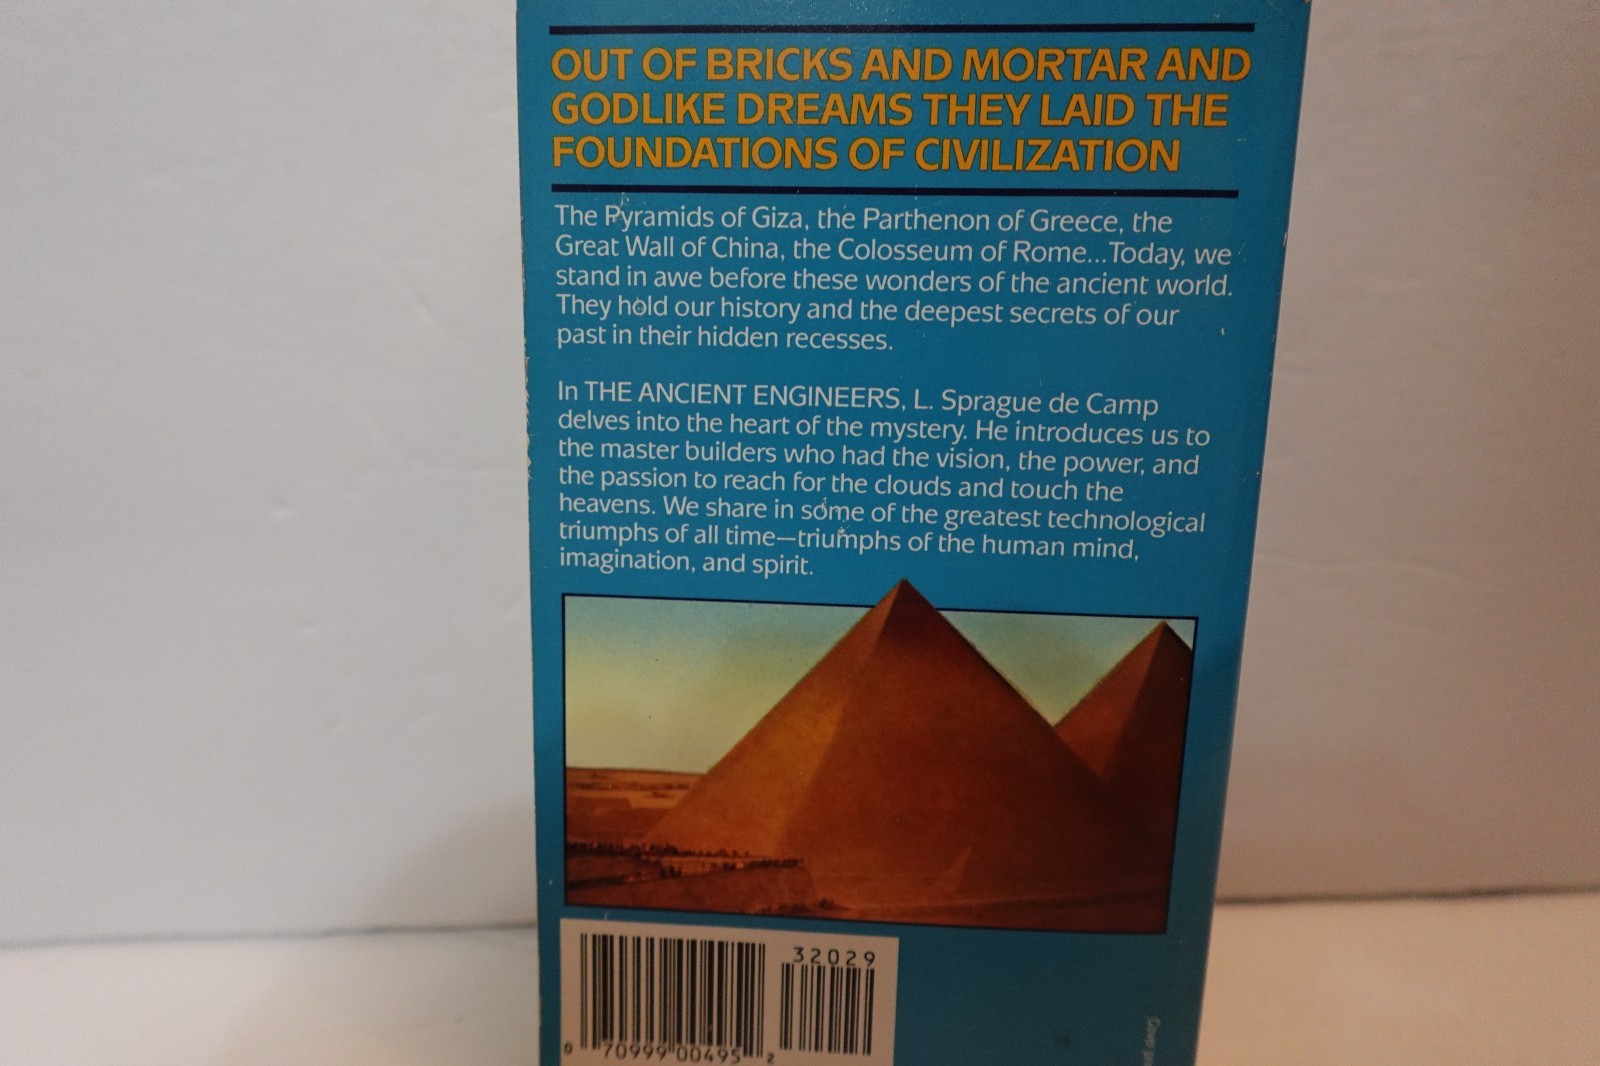 OUT OF BRICKS AND MORTAR AND
GODLIKE DREAMS THEY LAID THE
FOUNDATIONS OF CIVILIZATION
The Pyramids of Giza, the Parthenon of Greece, the
Great Wall of China, the Colosseum of Rome...Today, we
stand in awe before these wonders of the ancient world.
They hold our history and the deepest secrets of our
past in their hidden recesses.
In THE ANCIENT ENGINEERS, L. Sprague de Camp
delves into the heart of the mystery. He introduces us to
the master builders who had the vision, the power, and
the passion to reach for the clouds and touch the
heavens. We share in some of the greatest technological
triumphs of all time—triumphs of the human mind,
imagination, and spirit.
32029
0 70999 00495 2
Cover